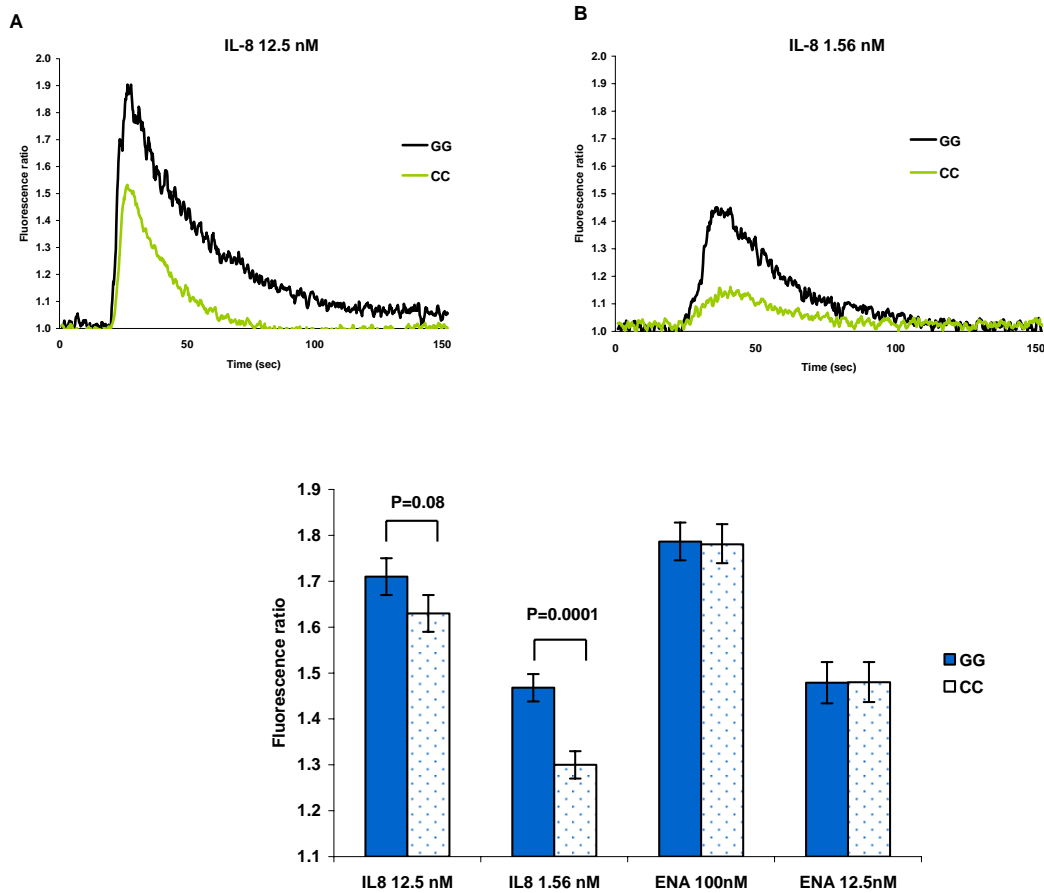 A
IL-8 12.5 nM
2.0
1.9
1.8
1.7
1.6
1.5
1.4
1.3
1.2
1.1
1.0
Fluorescence ratio
0
50
100
150
Time (sec)
GG
CC
B
IL-8 1.56 nM
2.0
1.9
1.8
1.7
1.6
1.5
1.4
1.3
1.2
1.1
1.0
Fluorescence ratio
0
50
100
150
Time (sec)
GG
CC
1.9
1.8
1.7
1.6
1.5
1.4
1.3
1.2
1.1
Fluorescence ratio
P=0.08
P=0.0001
IL8 12.5 nM
IL8 1.56 nM
ENA 100nM
ENA 12.5nM
GG
CC